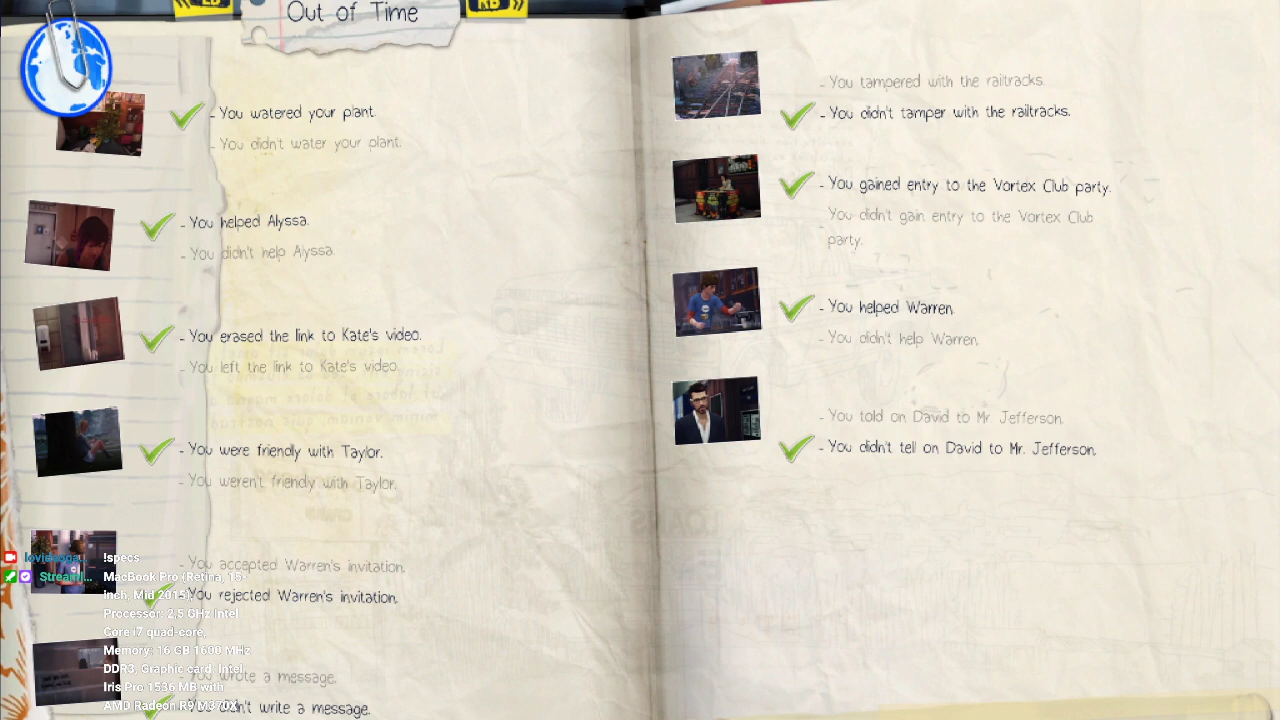 LB
Out of Time
RB
- You watered your plant.
- You didn't water your plant.
- You helped Alyssa.
- You didn't help Alyssa.
- You erased the link to Kate's video.
- You left the link to Kate's video.
- You were friendly with Taylor.
- You weren't friendly with Taylor.
- You accepted Warren's invitation.
- You rejected Warren's invitation.
- You wrote a message.
- You didn't write a message.
- You tampered with the railtracks.
- You didn't tamper with the railtracks.
- You gained entry to the Vortex Club party.
- You didn't gain entry to the Vortex Club
party.
- You helped Warren.
- You didn't help Warren.
- You told on David to Mr. Jefferson.
- You didn't tell on David to Mr. Jefferson.
!specs
Streaml...
MacBook Pro (Retina, 15-
inch, Mid 2015),
Processor: 2,5 GHz Intel
Core i7 quad-core,
Memory: 16 GB 1600 MHz
DDR3, Graphic card: Intel
Iris Pro 1536 MB with
AMD Radeon R9 M370X